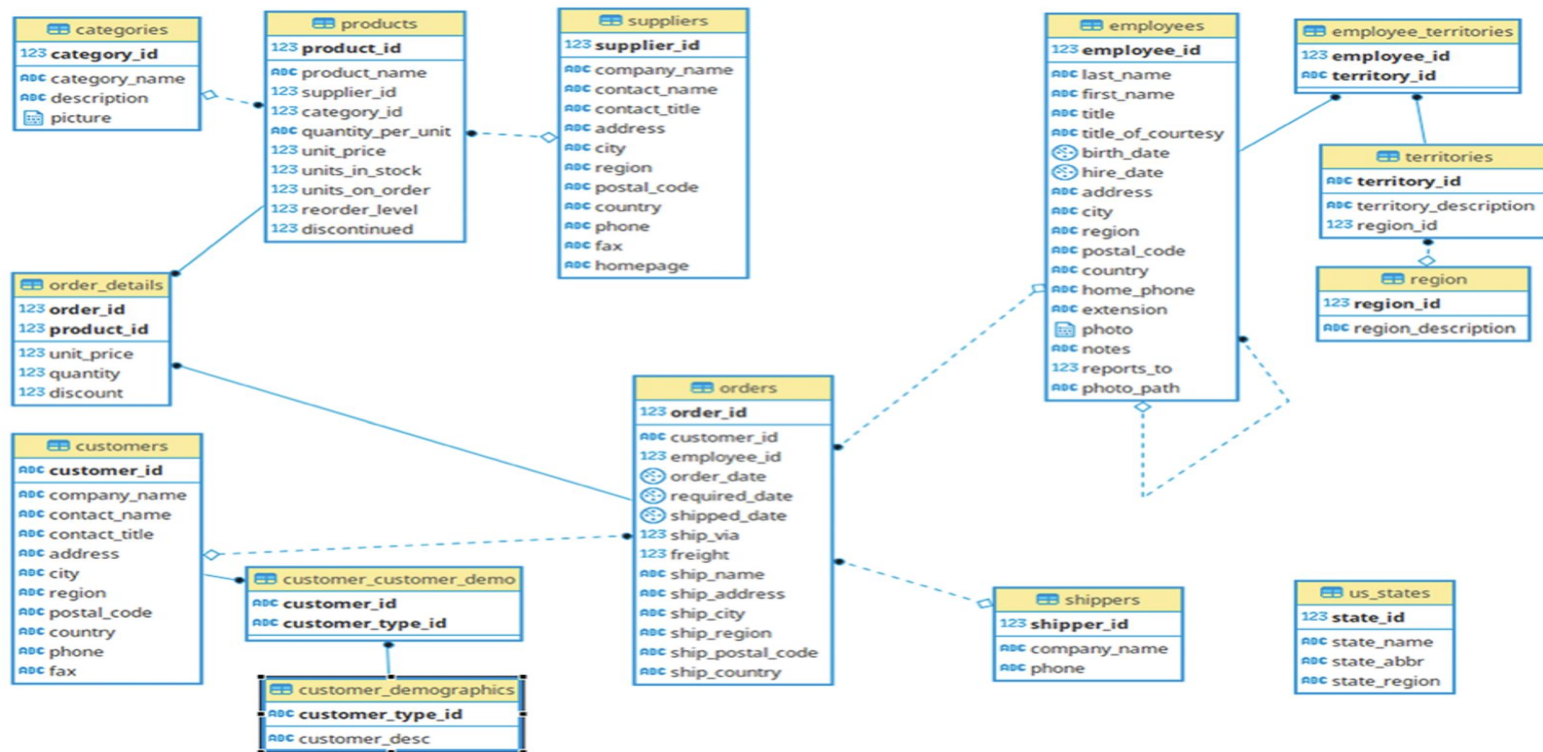 categories
123 category_id
ABC category_name
ABC description
picture
products
123 product_id
ABC product_name
123 supplier_id
123 category_id
ABC quantity_per_unit
123 unit_price
123 units_in_stock
123 units_on_order
123 reorder_level
123 discontinued
suppliers
123 supplier_id
ABC company_name
ABC contact_name
ABC contact_title
ABC address
ABC city
ABC region
ABC postal_code
ABC country
ABC phone
ABC fax
ABC homepage
employees
123 employee_id
ABC last_name
ABC first_name
ABC title
ABC title_of_courtesy
birth_date
hire_date
ABC address
ABC city
ABC region
ABC postal_code
ABC country
ABC home_phone
ABC extension
photo
ABC notes
123 reports_to
ABC photo_path
employee_territories
123 employee_id
ABC territory_id
territories
ABC territory_id
ABC territory_description
123 region_id
region
123 region_id
ABC region_description
order_details
123 order_id
123 product_id
123 unit_price
123 quantity
123 discount
orders
123 order_id
ABC customer_id
123 employee_id
order_date
required_date
shipped_date
123 ship_via
123 freight
ABC ship_name
ABC ship_address
ABC ship_city
ABC ship_region
ABC ship_postal_code
ABC ship_country
customers
ABC customer_id
ABC company_name
ABC contact_name
ABC contact_title
ABC address
ABC city
ABC region
ABC postal_code
ABC country
ABC phone
ABC fax
customer_customer_demo
ABC customer_id
ABC customer_type_id
customer_demographics
ABC customer_type_id
ABC customer_desc
shippers
123 shipper_id
ABC company_name
ABC phone
us_states
123 state_id
ABC state_name
ABC state_abbr
ABC state_region